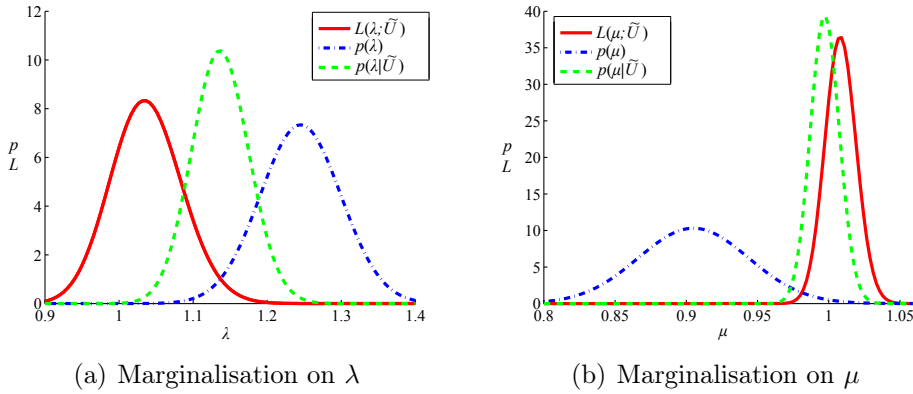 12
10
8
6
4
2
0
p
L
0.9 1 1.1 1.2 1.3 1.4
λ
L(λ;Ũ)
p(λ)
p(λ|Ũ)
(a) Marginalisation on λ
40
35
30
25
20
15
10
5
0
p
L
0.8 0.85 0.9 0.95 1 1.05
μ
L(μ;Ũ)
p(μ)
p(μ|Ũ)
(b) Marginalisation on μ